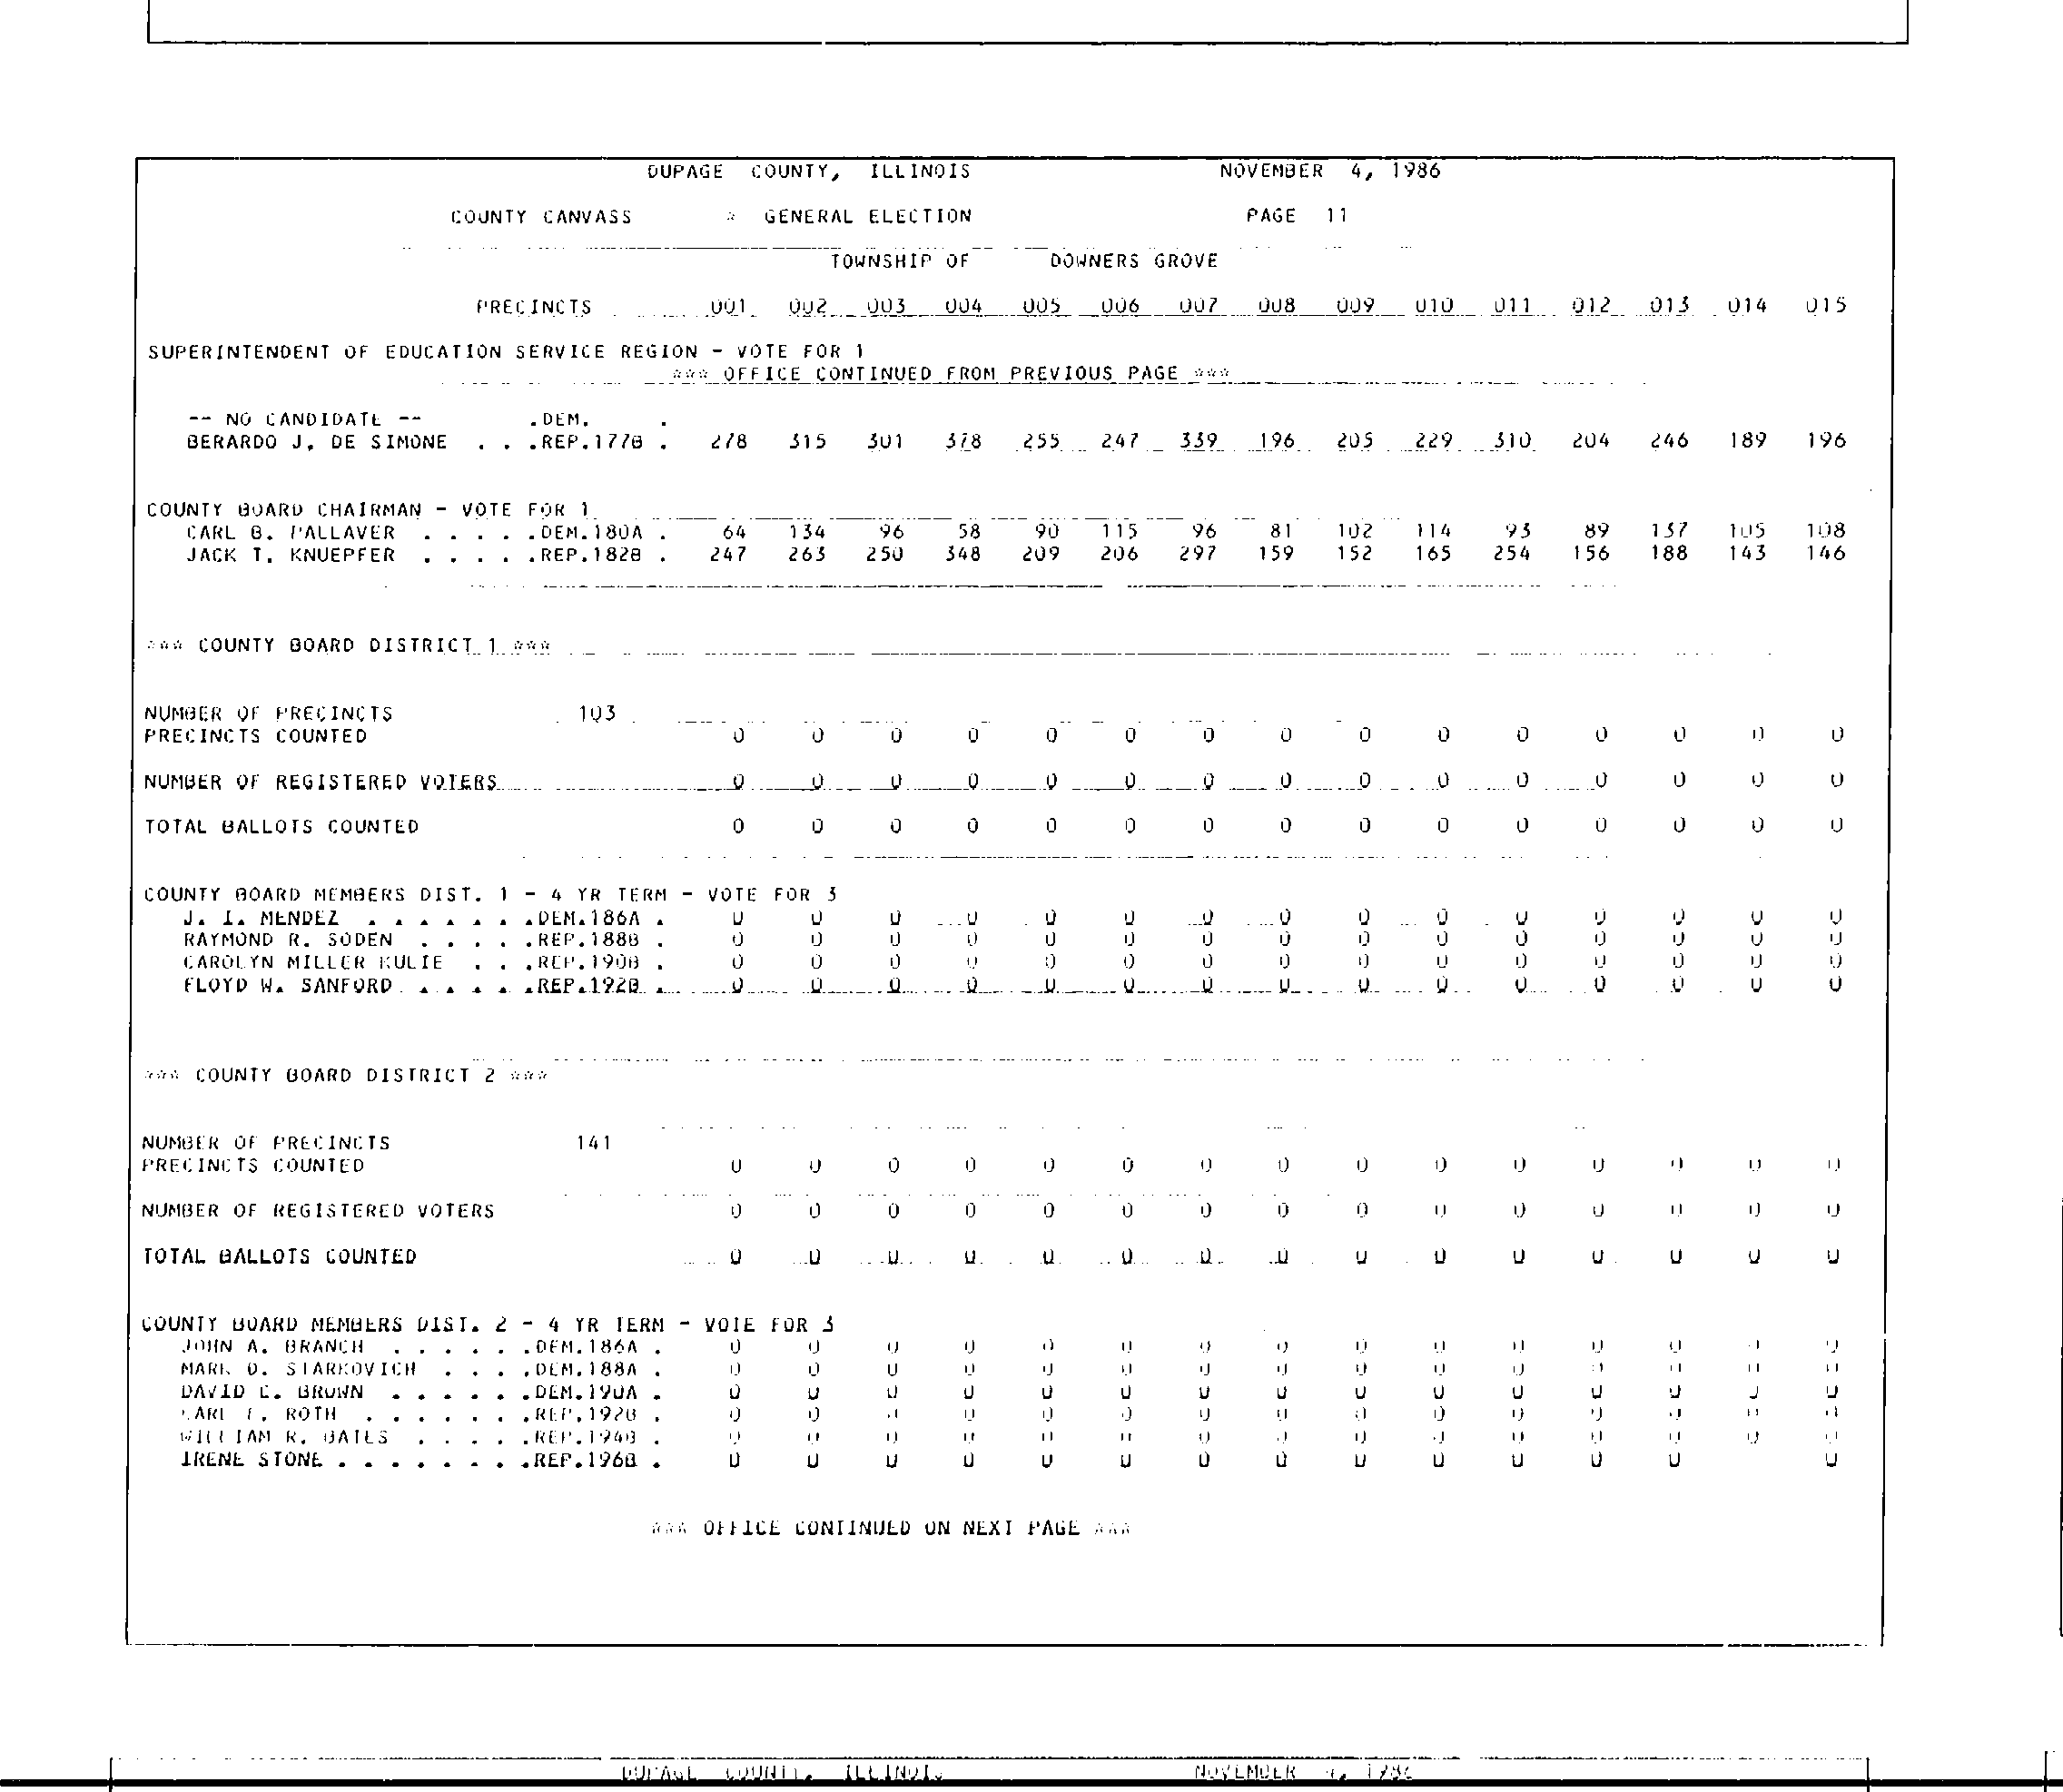 DUPAGE COUNTY, ILLINOIS NOVEMBER 4, 1986
COUNTY CANVASS * GENERAL ELECTION PAGE 11
TOWNSHIP OF DOWNERS GROVE
PRECINCTS 001 002 003 004 005 006 007 008 009 010 011 012 013 014 015
SUPERINTENDENT OF EDUCATION SERVICE REGION - VOTE FOR 1
*** OFFICE CONTINUED FROM PREVIOUS PAGE ***
-- NO CANDIDATE -- .DEM. .
BERARDO J. DE SIMONE . . .REP.177B . 278 315 301 378 255 247 339 196 205 229 310 204 246 189 196
COUNTY BOARD CHAIRMAN - VOTE FOR 1
CARL B. PALLAVER . . . . .DEM.180A . 64 134 96 58 90 115 96 81 102 114 93 89 137 105 108
JACK T. KNUEPFER . . . . .REP.182B . 247 263 250 348 209 206 297 159 152 165 254 156 188 143 146
*** COUNTY BOARD DISTRICT 1 ***
NUMBER OF PRECINCTS 103
PRECINCTS COUNTED 0 0 0 0 0 0 0 0 0 0 0 0 0 0 0
NUMBER OF REGISTERED VOTERS 0 0 0 0 0 0 0 0 0 0 0 0 0 0 0
TOTAL BALLOTS COUNTED 0 0 0 0 0 0 0 0 0 0 0 0 0 0 0
COUNTY BOARD MEMBERS DIST. 1 - 4 YR TERM - VOTE FOR 3
J. I. MENDEZ . . . . . . .DEM.186A . 0 0 0 0 0 0 0 0 0 0 0 0 0 0 0
RAYMOND R. SODEN . . . . .REP.188B . 0 0 0 0 0 0 0 0 0 0 0 0 0 0 0
CAROLYN MILLER KULIE . . .REP.190B . 0 0 0 0 0 0 0 0 0 0 0 0 0 0 0
FLOYD W. SANFORD . . . . .REP.192B . 0 0 0 0 0 0 0 0 0 0 0 0 0 0 0
*** COUNTY BOARD DISTRICT 2 ***
NUMBER OF PRECINCTS 141
PRECINCTS COUNTED 0 0 0 0 0 0 0 0 0 0 0 0 0 0 0
NUMBER OF REGISTERED VOTERS 0 0 0 0 0 0 0 0 0 0 0 0 0 0 0
TOTAL BALLOTS COUNTED 0 0 0 0 0 0 0 0 0 0 0 0 0 0 0
COUNTY BOARD MEMBERS DIST. 2 - 4 YR TERM - VOTE FOR 3
JOHN A. BRANCH . . . . . .DEM.186A . 0 0 0 0 0 0 0 0 0 0 0 0 0 0 0
MARK D. STARKOVICH . . . .DEM.188A . 0 0 0 0 0 0 0 0 0 0 0 0 0 0 0
DAVID E. BROWN . . . . . .DEM.190A . 0 0 0 0 0 0 0 0 0 0 0 0 0 0 0
ROTH . . . . . . .REP.192B . 0 0 0 0 0 0 0 0 0 0 0 0 0 0 0
WILLIAM R. BATES . . . . .REP.194B . 0 0 0 0 0 0 0 0 0 0 0 0 0 0 0
IRENE STONE . . . . . . . .REP.196B . 0 0 0 0 0 0 0 0 0 0 0 0 0 0
*** OFFICE CONTINUED ON NEXT PAGE ***
DUPAGE COUNTY, ILLINOIS NOVEMBER 4, 1986